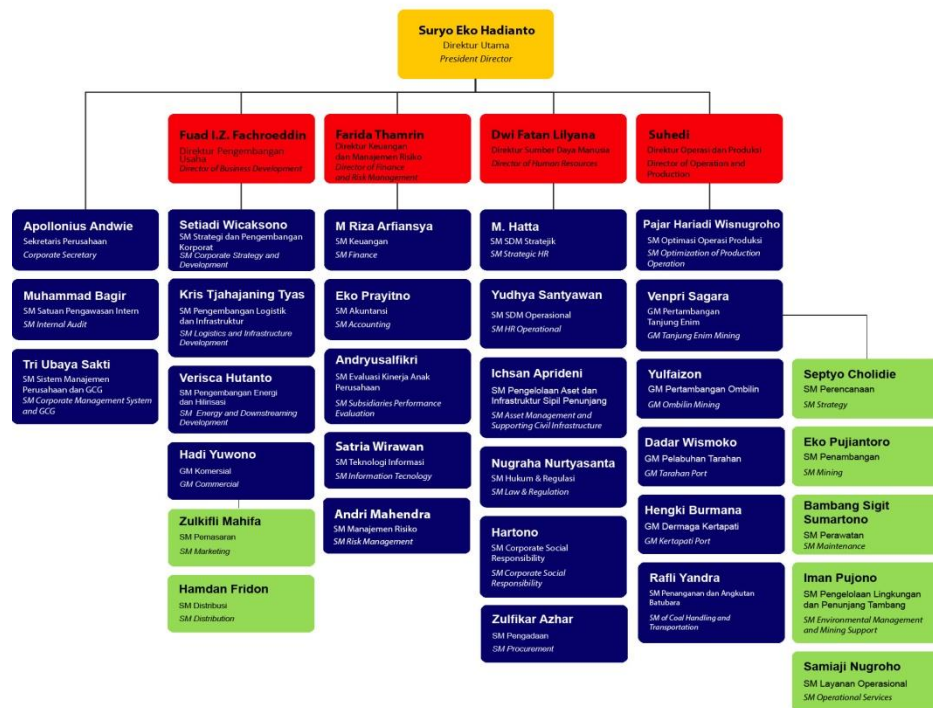 Suryo Eko Hadianto
Direktur Utama
President Director
Fuad I.Z. Fachroeddin
Direktur Pengembangan
Usaha
Director of Business Development
Farida Thamrin
Direktur Keuangan
dan Manajemen Risiko
Director of Finance
and Risk Management
Dwi Fatan Lilyana
Direktur Sumber Daya Manusia
Director of Human Resources
Suhedi
Direktur Operasi dan Produksi
Director of Operation and
Production
Apollonius Andwie
Sekretaris Perusahaan
Corporate Secretary
Muhammad Bagir
SM Satuan Pengawasan Intern
SM Internal Audit
Tri Ubaya Sakti
SM Sistem Manajemen
Perusahaan dan GCG
SM Corporate Management System
and GCG
Setiadi Wicaksono
SM Strategi dan Pengembangan
Korporat
SM Corporate Strategy and
Development
Kris Tjahajaning Tyas
SM Pengembangan Logistik
dan Infrastruktur
SM Logistics and Infrastructure
Development
Verisca Hutanto
SM Pengembangan Energi
dan Hilirisasi
SM Energy and Downstreaming
Development
Hadi Yuwono
GM Komersial
GM Commercial
Zulkifli Mahifa
SM Pemasaran
SM Marketing
Hamdan Fridon
SM Distribusi
SM Distribution
M Riza Arfiansya
SM Keuangan
SM Finance
Eko Prayitno
SM Akuntansi
SM Accounting
Andryusalfikri
SM Evaluasi Kinerja Anak
Perusahaan
SM Subsidiaries Performance
Evaluation
Satria Wirawan
SM Teknologi Informasi
SM Information Tecnology
Andri Mahendra
SM Manajemen Risiko
SM Risk Management
M. Hatta
SM SDM Stratejik
SM Strategic HR
Yudhya Santyawan
SM SDM Operasional
SM HR Operational
Ichsan Aprideni
SM Pengelolaan Aset dan
Infrastruktur Sipil Penunjang
SM Asset Management and
Supporting Civil Infrastructure
Nugraha Nurtyasanta
SM Hukum & Regulasi
SM Law & Regulation
Hartono
SM Corporate Social
Responsibility
SM Corporate Social
Responsibility
Zulfikar Azhar
SM Pengadaan
SM Procurement
Pajar Hariadi Wisnugroho
SM Optimasi Operasi Produksi
SM Optimization of Production
Operation
Venpri Sagara
GM Pertambangan
Tanjung Enim
GM Tanjung Enim Mining
Yulfaizon
GM Pertambangan Ombilin
GM Ombilin Mining
Dadar Wismoko
GM Pelabuhan Tarahan
GM Tarahan Port
Hengki Burmana
GM Dermaga Kertapati
GM Kertapati Port
Rafli Yandra
SM Penanganan dan Angkutan
Batubara
SM of Coal Handling and
Transportation
Septyo Cholidie
SM Perencanaan
SM Strategy
Eko Pujiantoro
SM Penambangan
SM Mining
Bambang Sigit
Sumartono
SM Perawatan
SM Maintenance
Iman Pujono
SM Pengelolaan Lingkungan
dan Penunjang Tambang
SM Environmental Management
and Mining Support
Samiaji Nugroho
SM Layanan Operasional
SM Operational Services